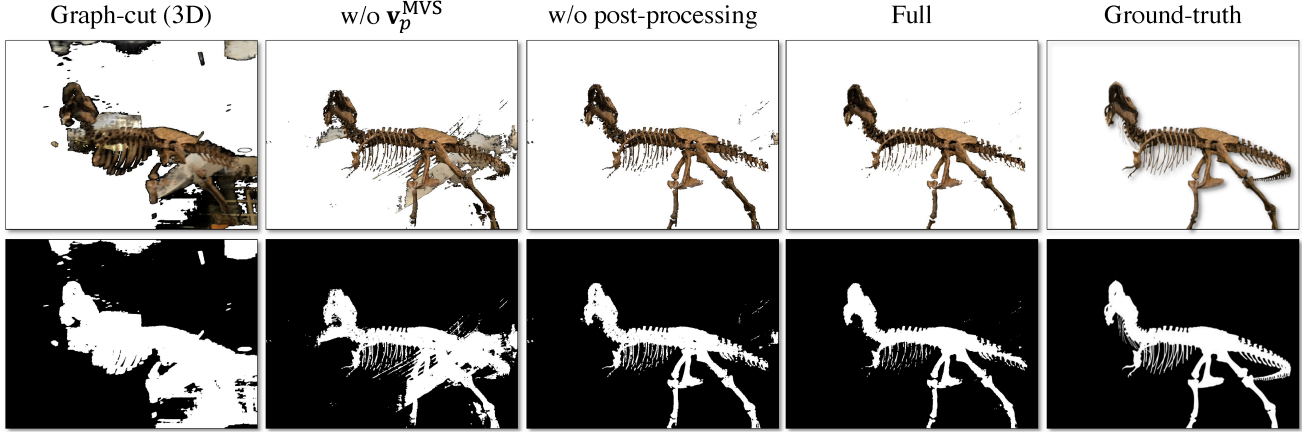 Graph-cut (3D) w/o v_p^MVS w/o post-processing Full Ground-truth